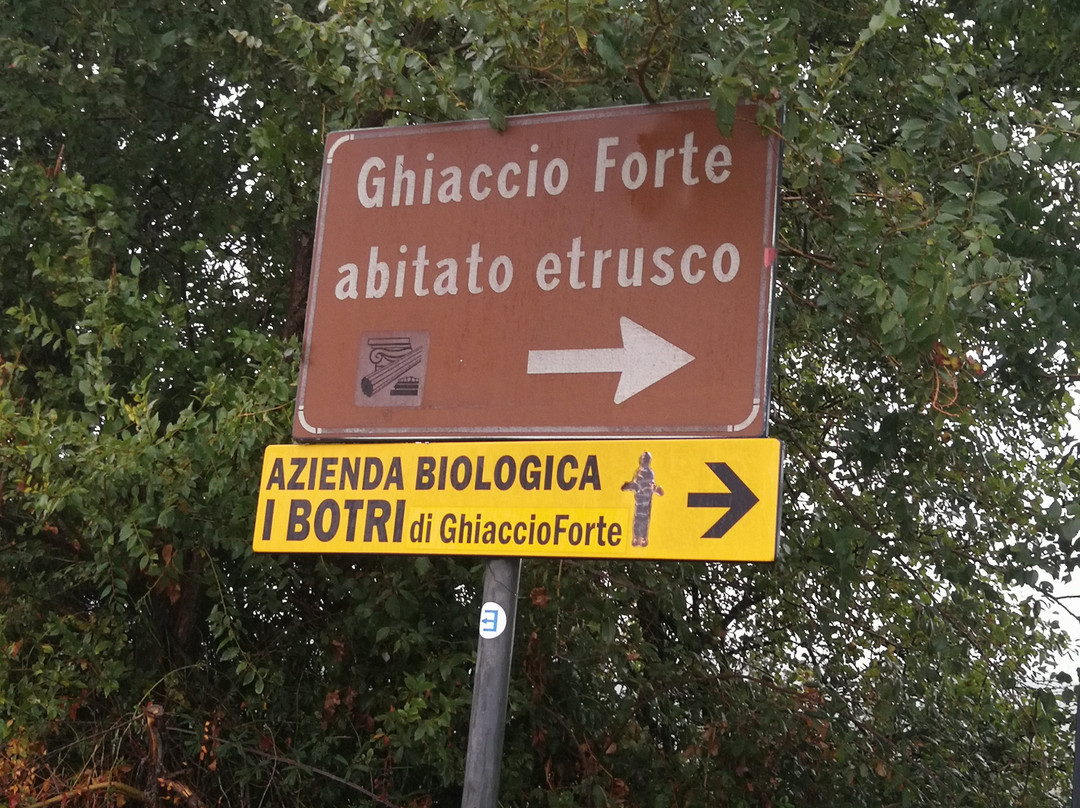 Ghiaccio Forte
abitato etrusco
AZIENDA BIOLOGICA
I BOTRI di GhiaccioForte